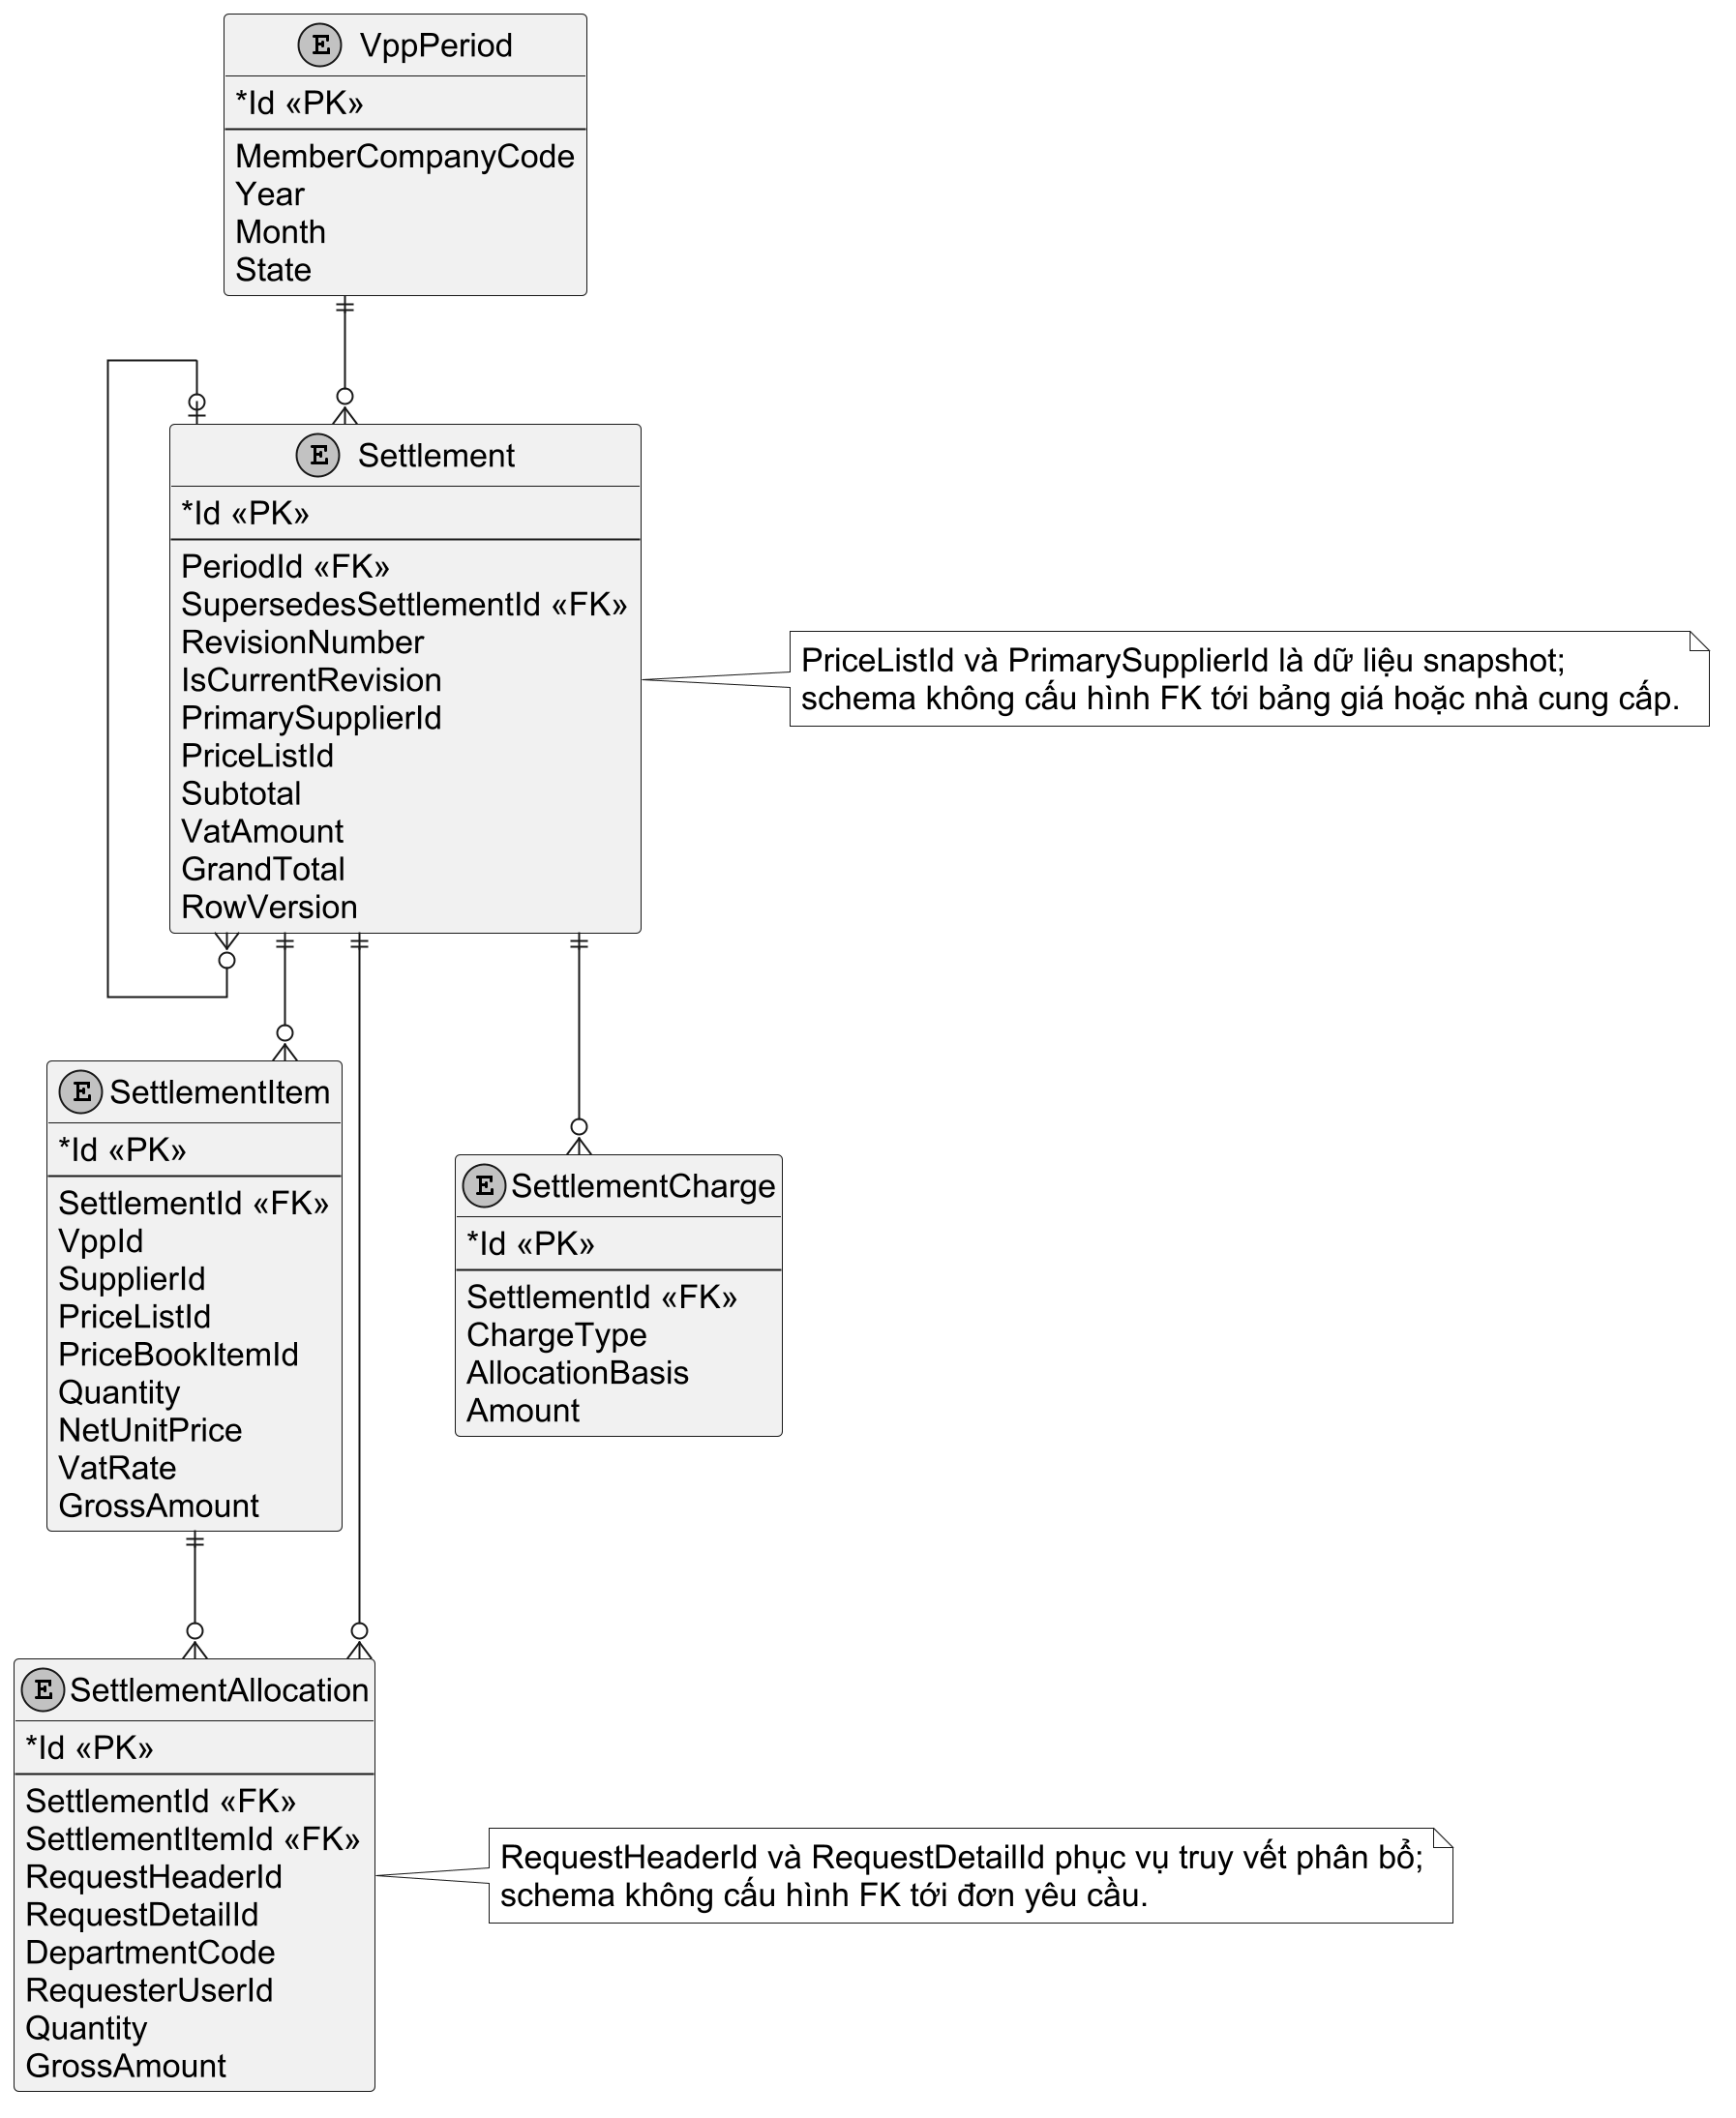 E VppPeriod
*Id «PK»
MemberCompanyCode
Year
Month
State
E Settlement
*Id «PK»
PeriodId «FK»
SupersedesSettlementId «FK»
RevisionNumber
IsCurrentRevision
PrimarySupplierId
PriceListId
Subtotal
VatAmount
GrandTotal
RowVersion
PriceListId và PrimarySupplierId là dữ liệu snapshot;
schema không cấu hình FK tới bảng giá hoặc nhà cung cấp.
E SettlementItem
*Id «PK»
SettlementId «FK»
VppId
SupplierId
PriceListId
PriceBookItemId
Quantity
NetUnitPrice
VatRate
GrossAmount
E SettlementCharge
*Id «PK»
SettlementId «FK»
ChargeType
AllocationBasis
Amount
E SettlementAllocation
*Id «PK»
SettlementId «FK»
SettlementItemId «FK»
RequestHeaderId
RequestDetailId
DepartmentCode
RequesterUserId
Quantity
GrossAmount
RequestHeaderId và RequestDetailId phục vụ truy vết phân bổ;
schema không cấu hình FK tới đơn yêu cầu.